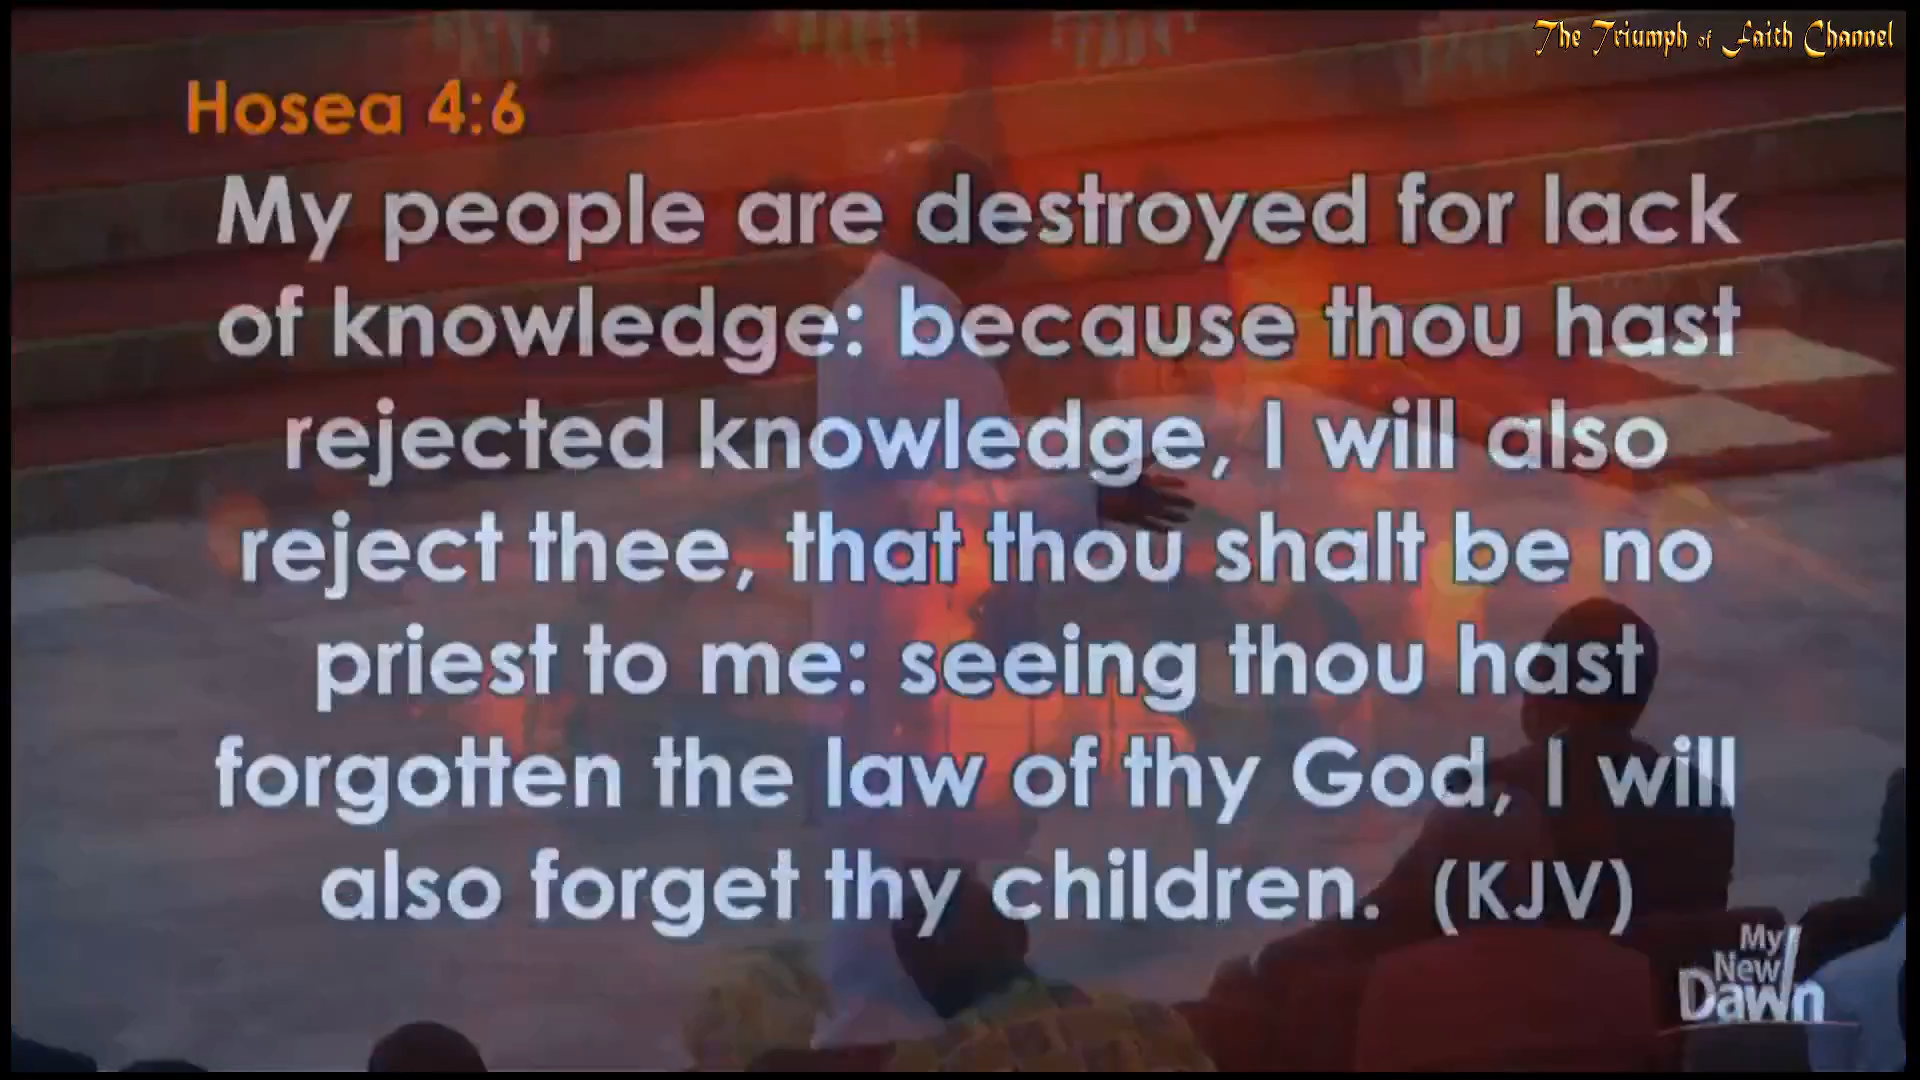 The Triumph of Faith Channel
Hosea 4:6
My people are destroyed for lack
of knowledge: because thou hast
rejected knowledge, I will also
reject thee, that thou shalt be no
priest to me: seeing thou hast
forgotten the law of thy God, I will
also forget thy children. (KJV)
My
New
Dawn